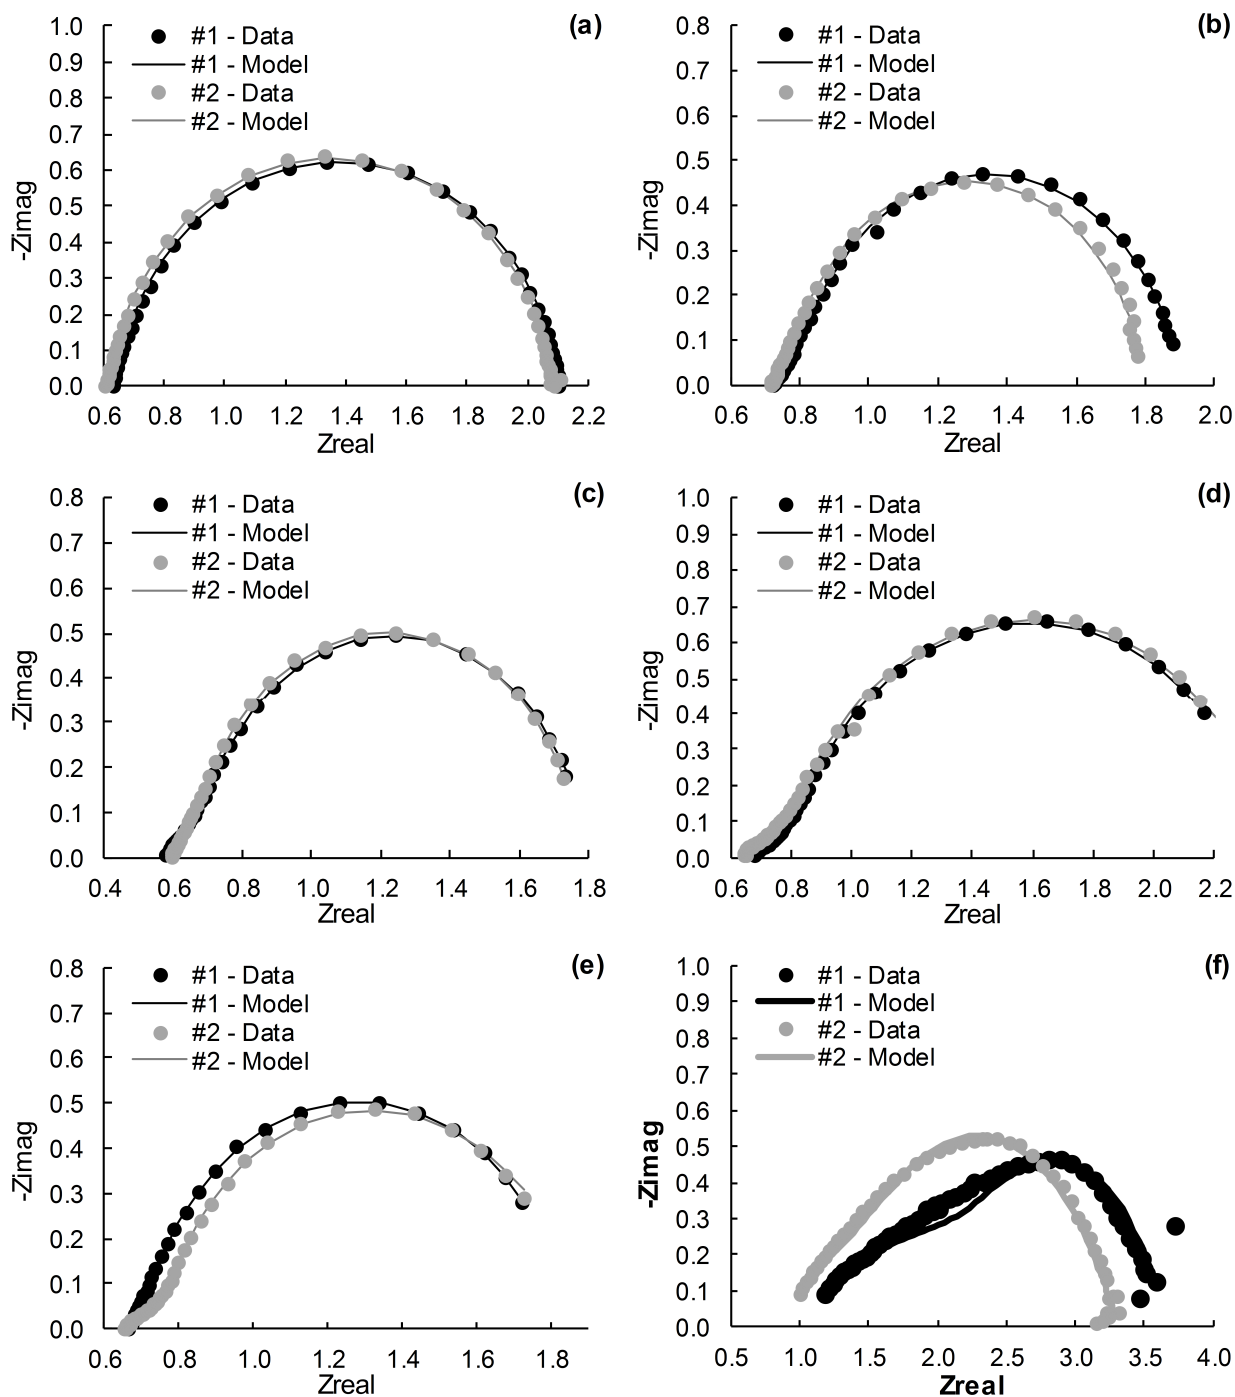 (a)
#1 - Data
#1 - Model
#2 - Data
#2 - Model
1.0
0.9
0.8
0.7
0.6
0.5
0.4
0.3
0.2
0.1
0.0
-Zimag
0.6 0.8 1.0 1.2 1.4 1.6 1.8 2.0 2.2
Zreal
(b)
#1 - Data
#1 - Model
#2 - Data
#2 - Model
0.8
0.7
0.6
0.5
0.4
0.3
0.2
0.1
0.0
-Zimag
0.6 0.8 1.0 1.2 1.4 1.6 1.8 2.0
Zreal
(c)
#1 - Data
#1 - Model
#2 - Data
#2 - Model
0.8
0.7
0.6
0.5
0.4
0.3
0.2
0.1
0.0
-Zimag
0.4 0.6 0.8 1.0 1.2 1.4 1.6 1.8
Zreal
(d)
#1 - Data
#1 - Model
#2 - Data
#2 - Model
1.0
0.9
0.8
0.7
0.6
0.5
0.4
0.3
0.2
0.1
0.0
-Zimag
0.6 0.8 1.0 1.2 1.4 1.6 1.8 2.0 2.2
Zreal
(e)
#1 - Data
#1 - Model
#2 - Data
#2 - Model
0.8
0.7
0.6
0.5
0.4
0.3
0.2
0.1
0.0
-Zimag
0.6 0.8 1.0 1.2 1.4 1.6 1.8
Zreal
(f)
#1 - Data
#1 - Model
#2 - Data
#2 - Model
1.0
0.9
0.8
0.7
0.6
0.5
0.4
0.3
0.2
0.1
0.0
-Zimag
0.5 1.0 1.5 2.0 2.5 3.0 3.5 4.0
Zreal